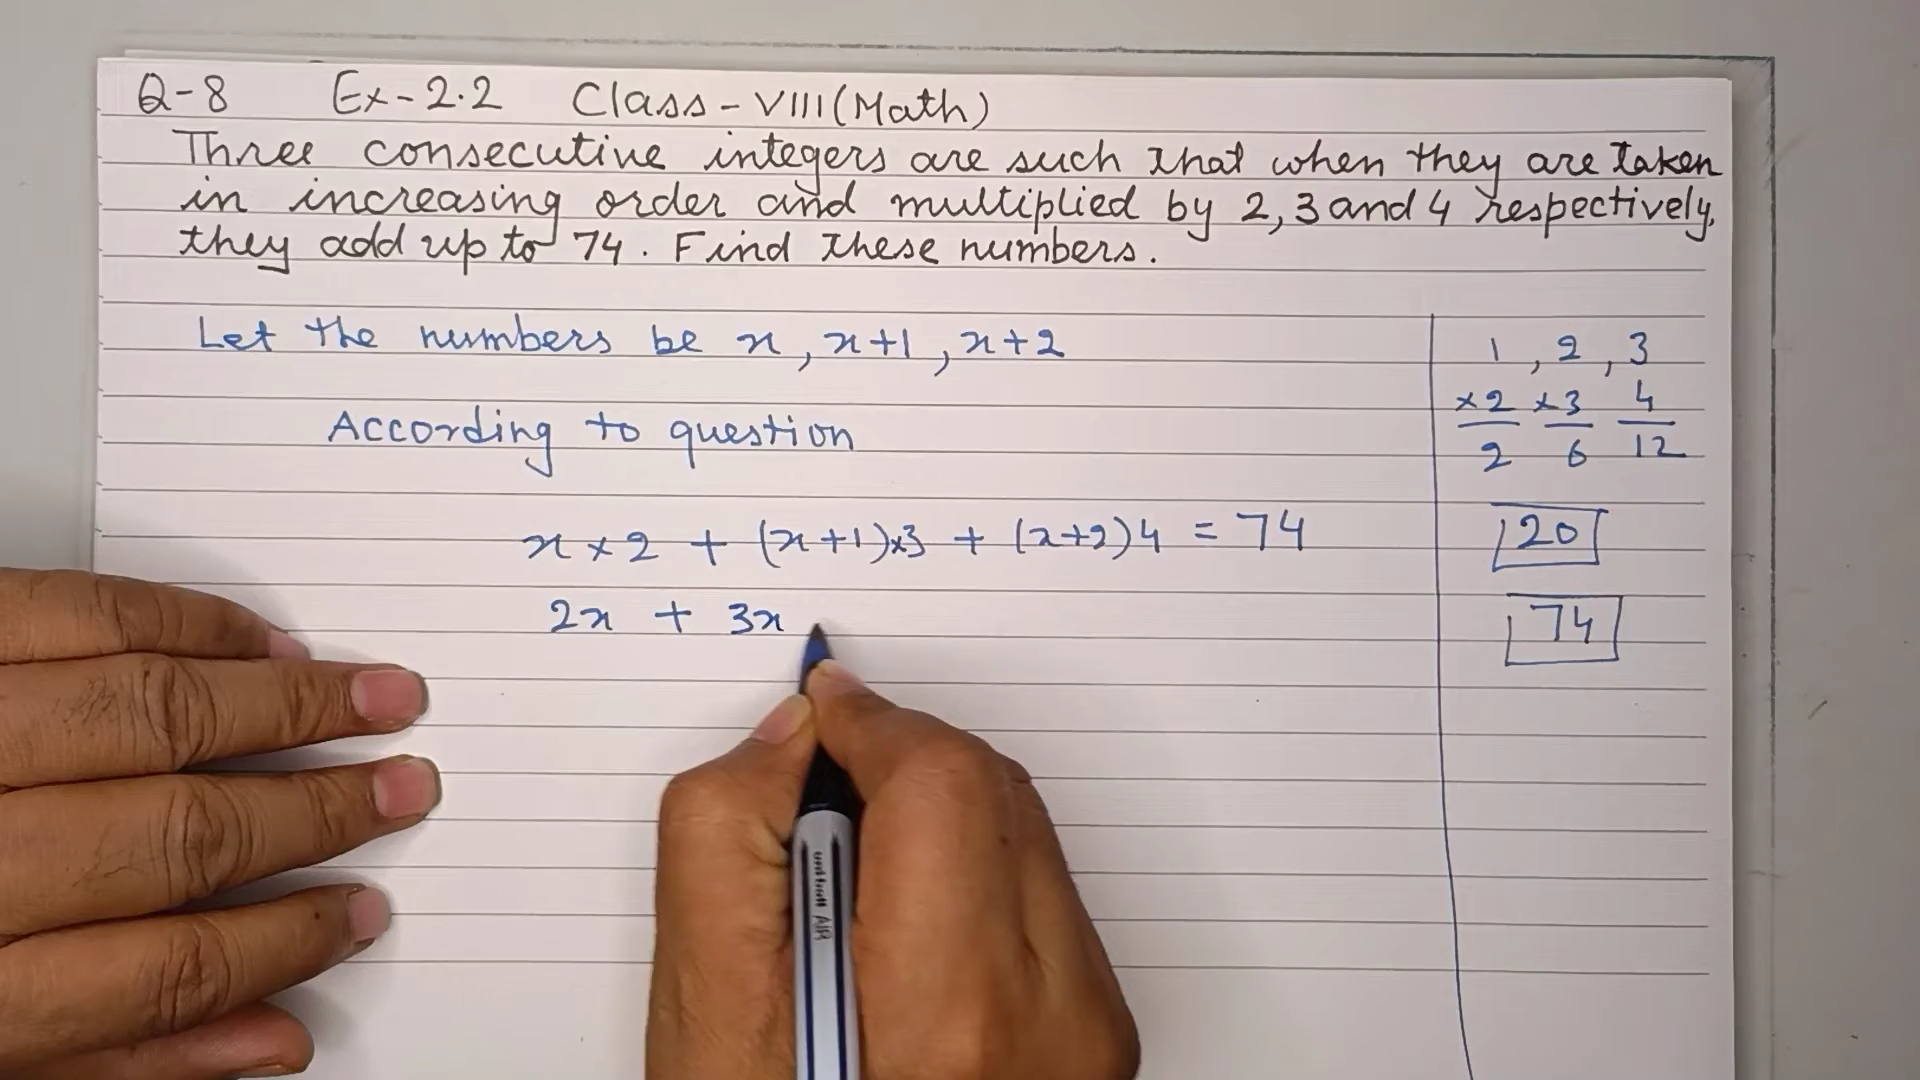 Q-8 Ex-2.2 Class-VIII(Math)
Three consecutive integers are such that when they are taken
in increasing order and multiplied by 2, 3 and 4 respectively,
they add up to 74. Find these numbers.
Let the numbers be x, x+1, x+2
According to question
x × 2 + (x+1)×3 + (x+2)4 = 74
2x + 3x
1, 2, 3
×2 ×3 4
2 6 12
20
74
uniball AIR